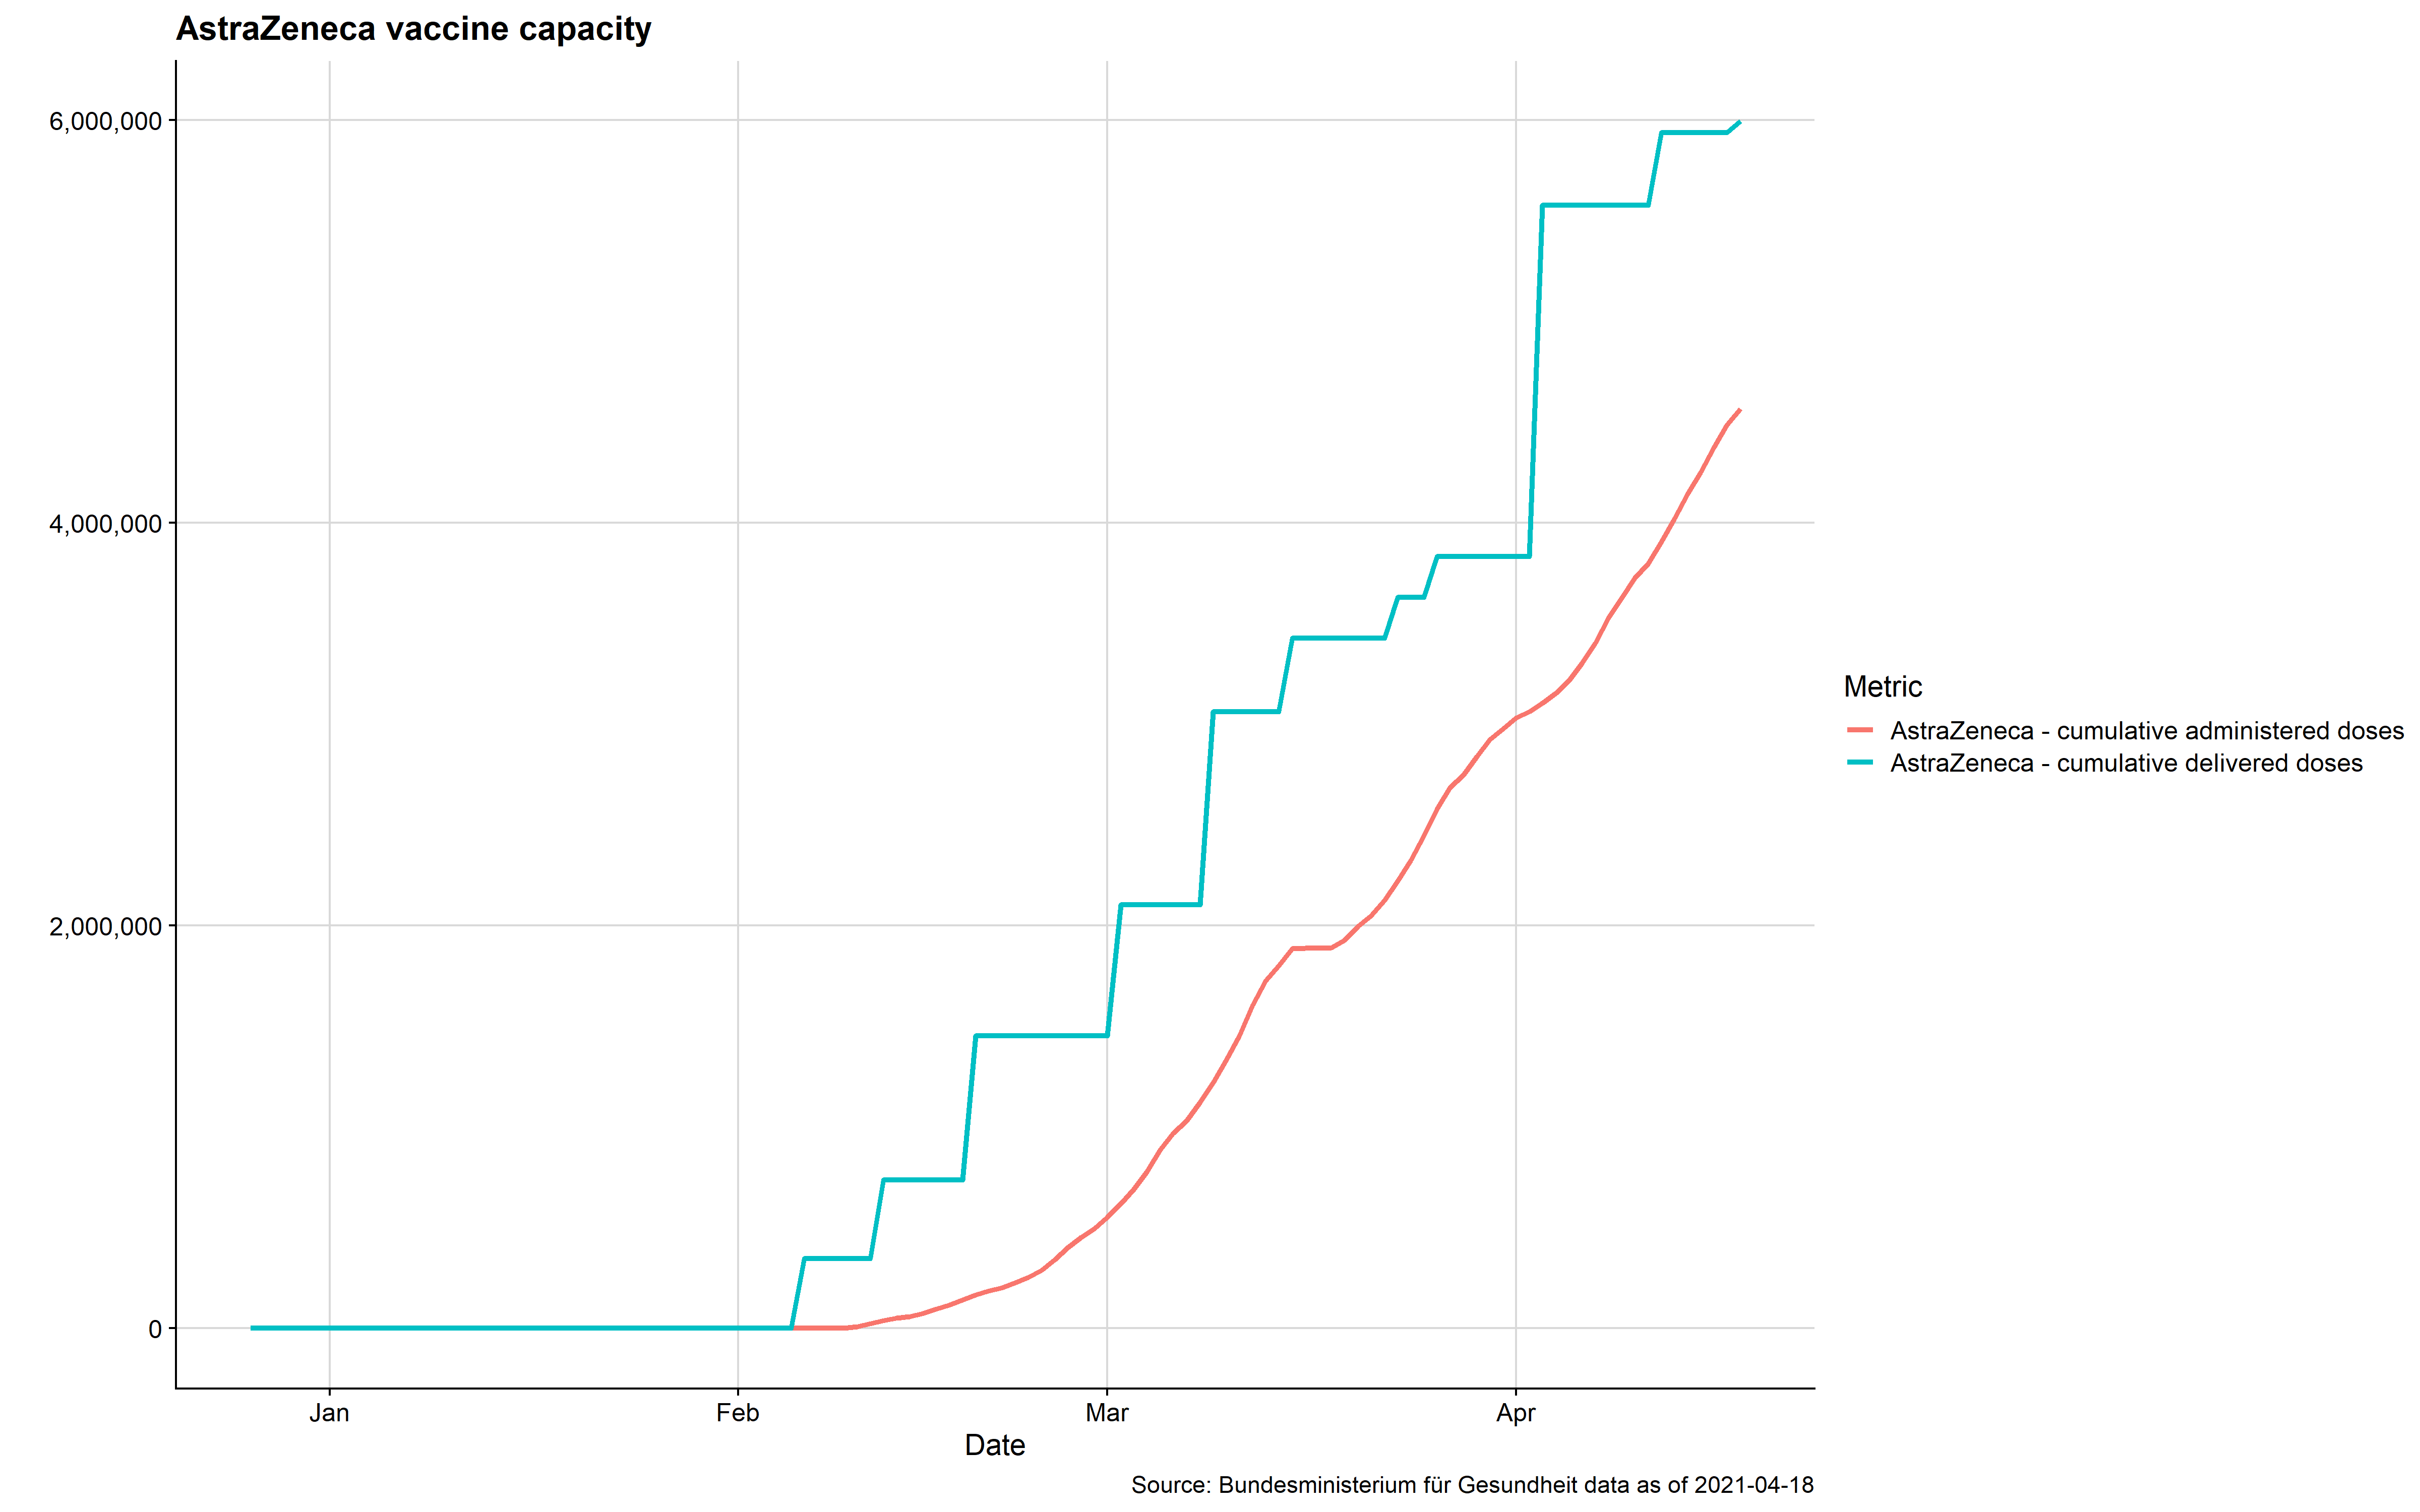 AstraZeneca vaccine capacity
6,000,000
4,000,000
2,000,000
0
Jan
Feb
Mar
Apr
Date
Metric
AstraZeneca - cumulative administered doses
AstraZeneca - cumulative delivered doses
Source: Bundesministerium für Gesundheit data as of 2021-04-18